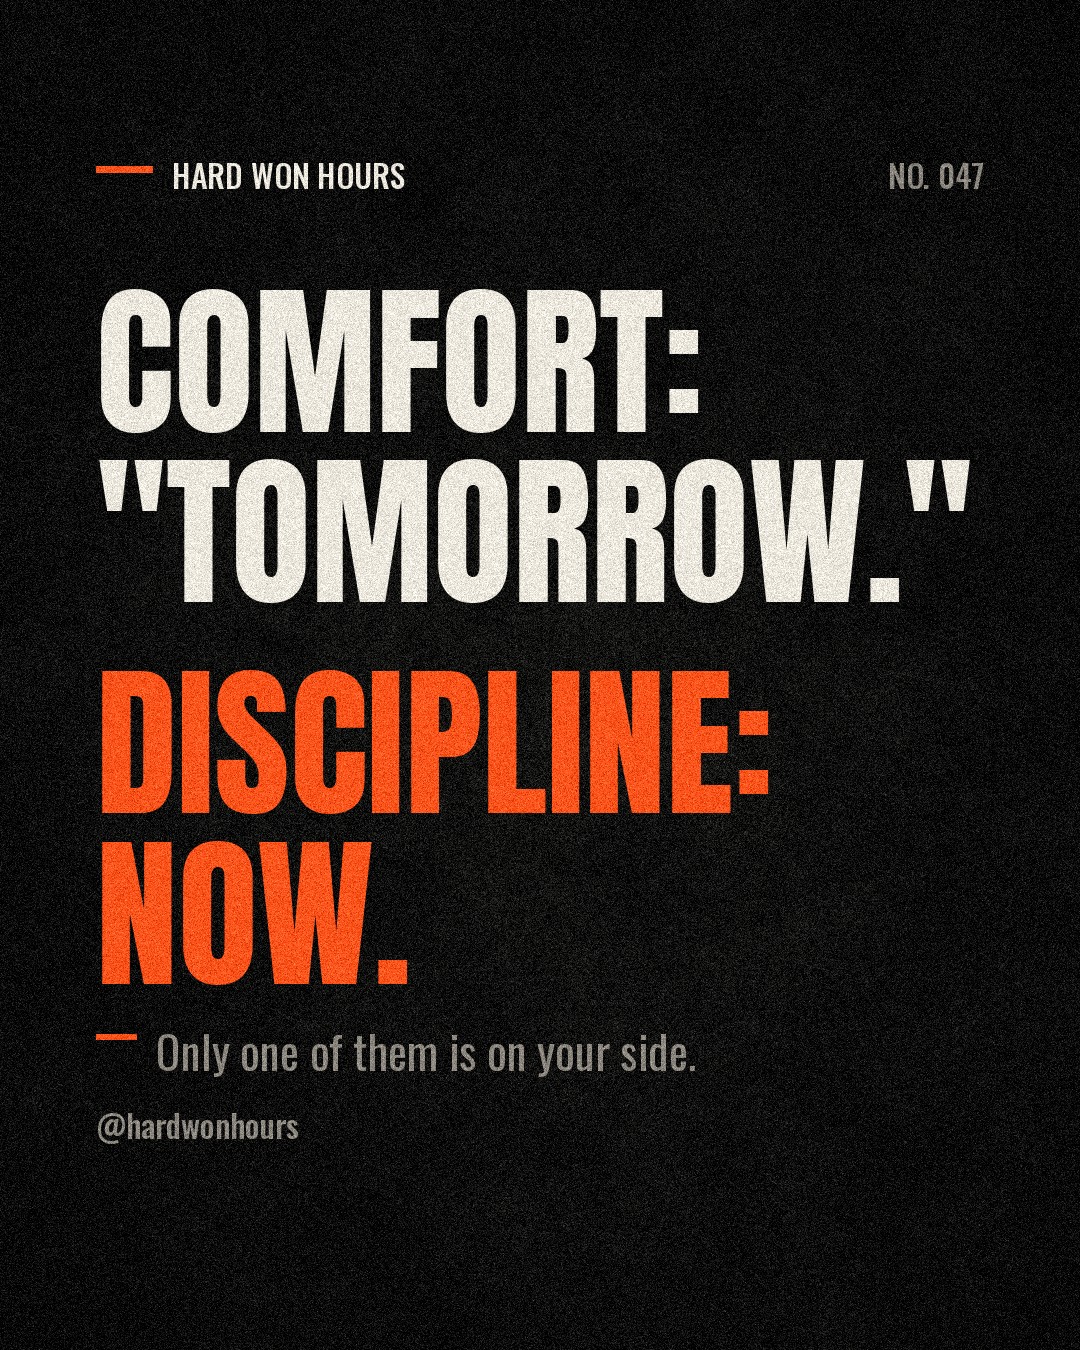 HARD WON HOURS
NO. 047
COMFORT:
"TOMORROW."
DISCIPLINE:
NOW.
Only one of them is on your side.
@hardwonhours